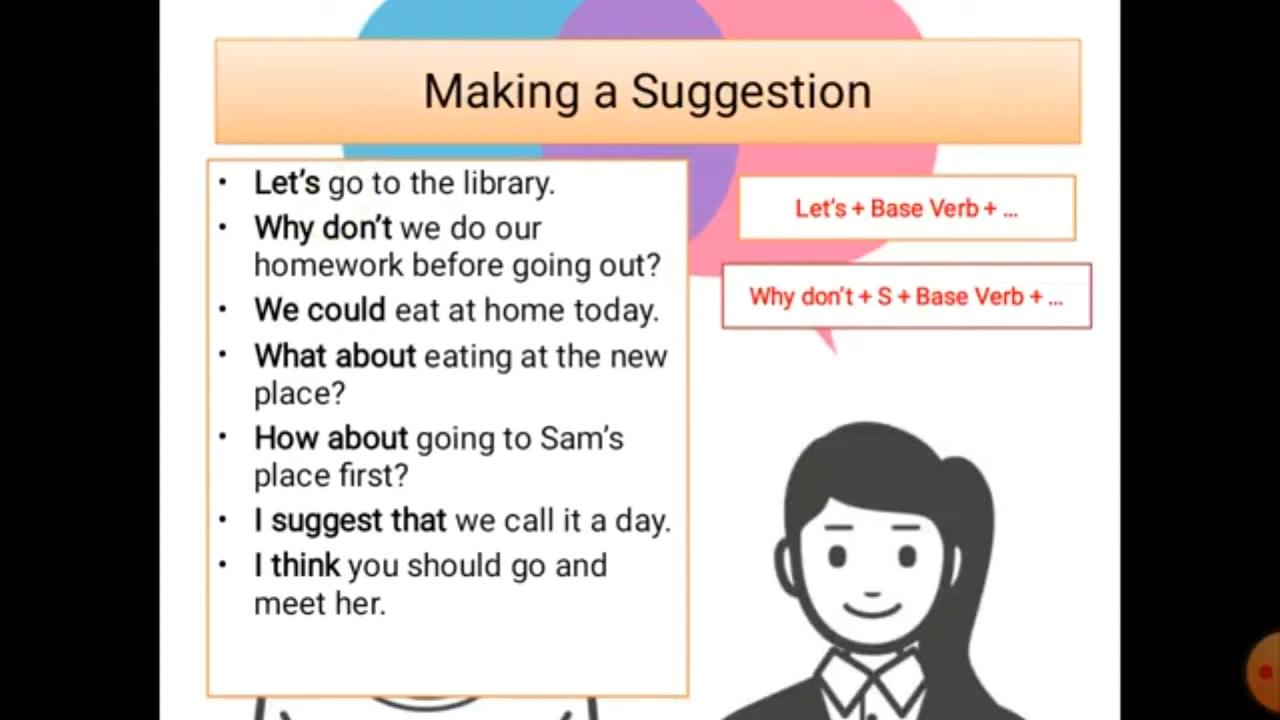 Making a Suggestion
• Let's go to the library.
• Why don't we do our
homework before going out?
• We could eat at home today.
• What about eating at the new
place?
• How about going to Sam's
place first?
• I suggest that we call it a day.
• I think you should go and
meet her.
Let's + Base Verb + ...
Why don't + S + Base Verb + ...